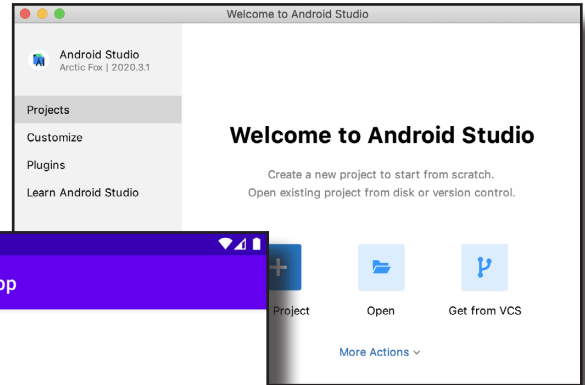 Welcome to Android Studio
Android Studio
Arctic Fox | 2020.3.1
Projects
Customize
Plugins
Learn Android Studio
Welcome to Android Studio
Create a new project to start from scratch.
Open existing project from disk or version control.
Project
Open
Get from VCS
More Actions